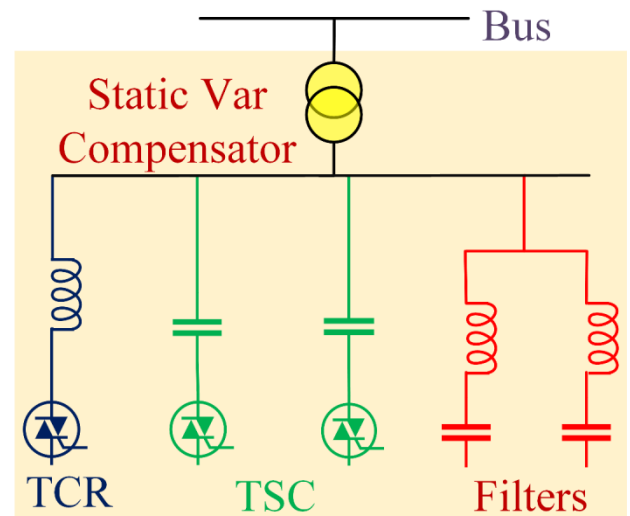 Bus
Static Var
Compensator
TCR
TSC
Filters